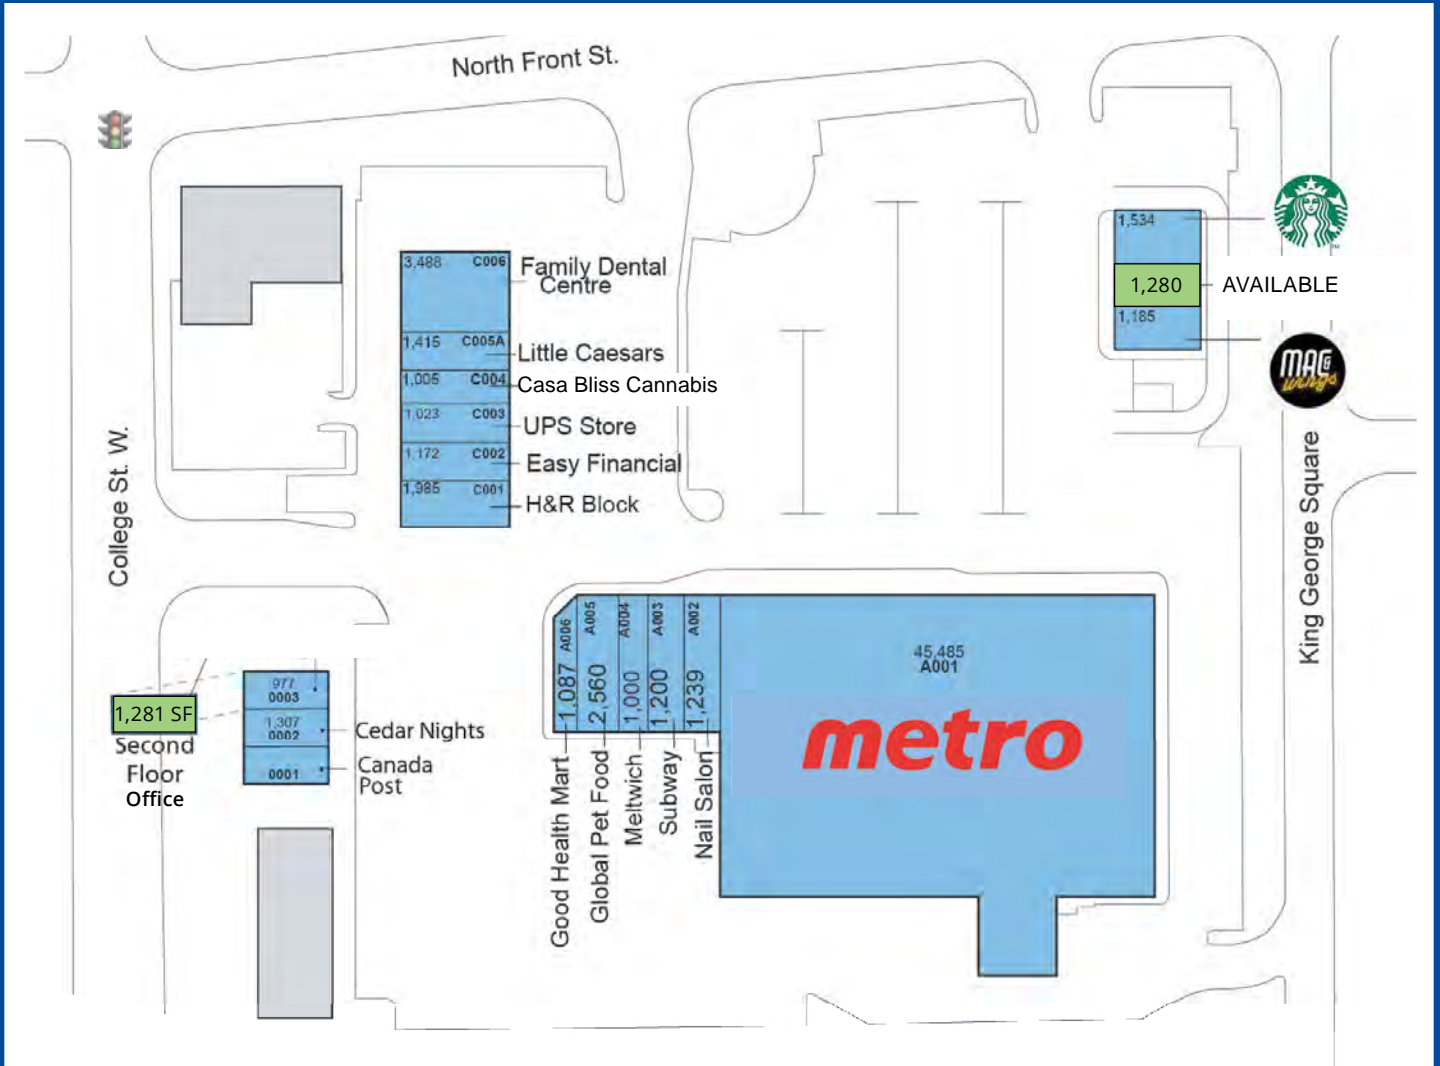 North Front St.
College St. W.
King George Square
3,488 C006
Family Dental
Centre
1,415 C005A
Little Caesars
1,005 C004
Casa Bliss Cannabis
1,023 C003
UPS Store
1,172 C002
Easy Financial
1,985 C001
H&R Block
1,534
1,280
AVAILABLE
1,185
MAC&
wings
1,087 A006
Good Health Mart
2,560 A005
Global Pet Food
1,000 A004
Meltwich
1,200 A003
Subway
1,239 A002
Nail Salon
45,485
A001
metro
1,281 SF
Second
Floor
Office
977
0003
1,307
0002
Cedar Nights
0001
Canada
Post